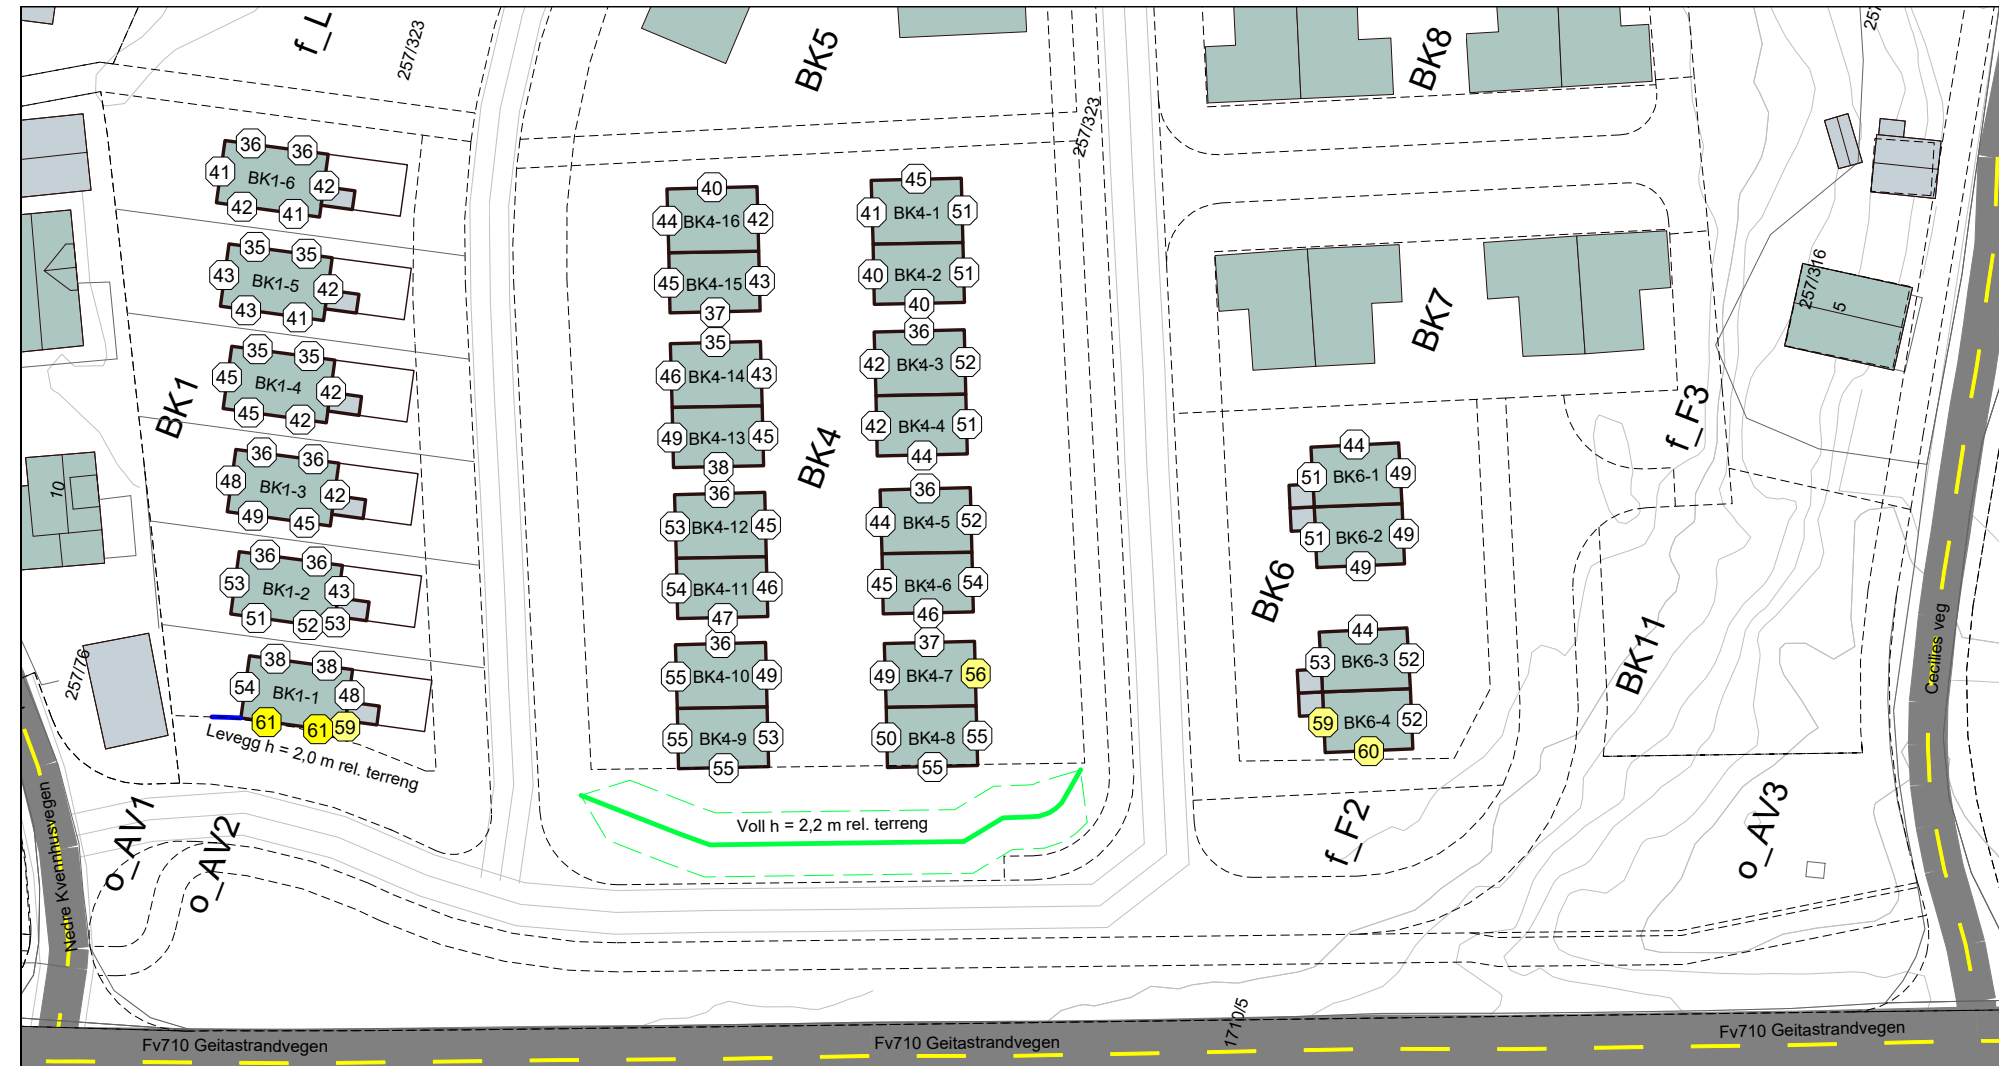 f_L
257/323
BK5
BK8
257/323
257
36
36
41
BK1-6
42
42
41
35
35
43
BK1-5
42
43
41
35
35
45
BK1-4
42
45
42
BK1
36
36
48
BK1-3
42
49
45
36
36
53
BK1-2
43
51
52
53
38
38
54
BK1-1
48
61
61
59
Levegg h = 2,0 m rel. terreng
10
257/76
40
44
BK4-16
42
45
BK4-15
43
37
35
46
BK4-14
43
49
BK4-13
45
38
36
53
BK4-12
45
54
BK4-11
46
47
36
55
BK4-10
49
55
BK4-9
53
55
BK4
45
41
BK4-1
51
40
BK4-2
51
40
36
42
BK4-3
52
42
BK4-4
51
44
36
44
BK4-5
52
45
BK4-6
54
46
37
49
BK4-7
56
50
BK4-8
55
55
Voll h = 2,2 m rel. terreng
BK7
257/316
5
f_F3
44
51
BK6-1
49
51
BK6-2
49
49
BK6
44
53
BK6-3
52
59
BK6-4
52
60
BK11
Cecilies veg
f_F2
o_AV3
o_AV1
o_AV2
Nedre Kvennhusvegen
1710/5
Fv710 Geitastrandvegen
Fv710 Geitastrandvegen
Fv710 Geitastrandvegen